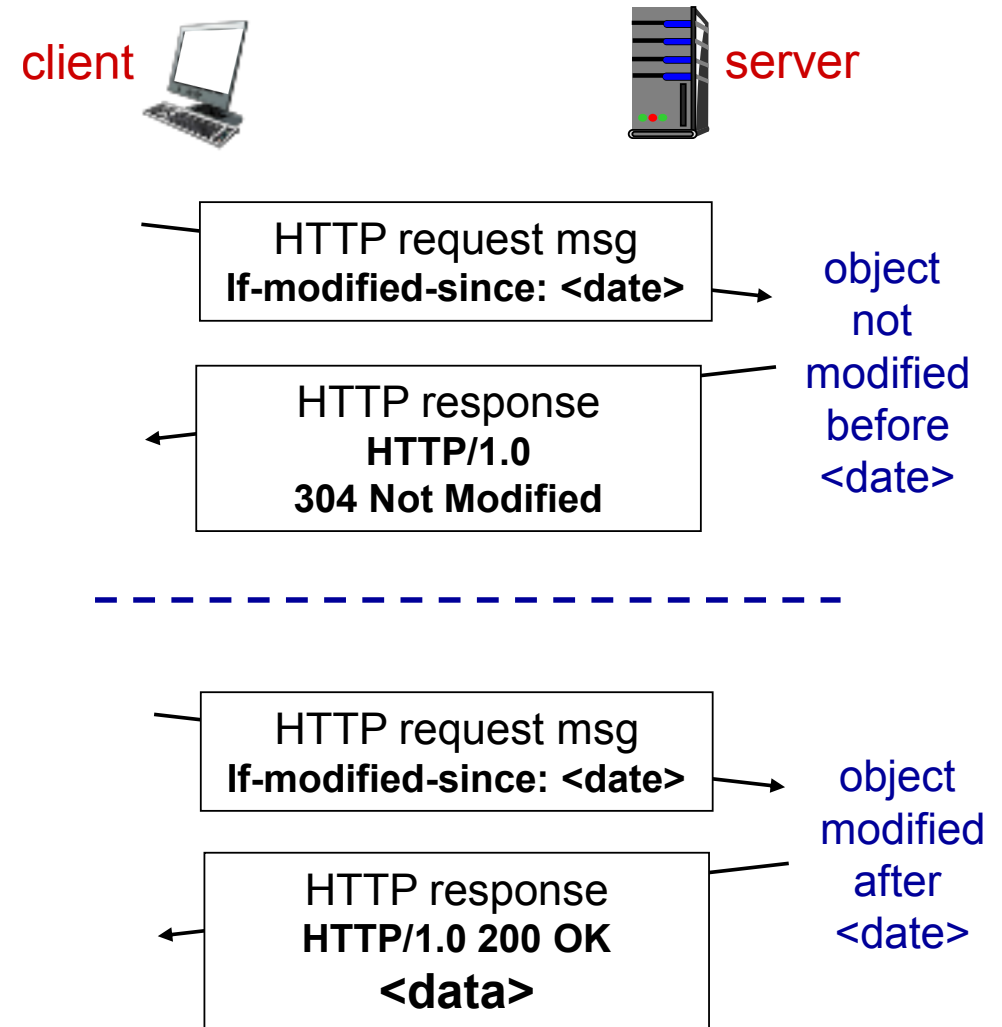 client
server
HTTP request msg
If-modified-since: <date>
object
not
modified
before
<date>
HTTP response
HTTP/1.0
304 Not Modified
HTTP request msg
If-modified-since: <date>
object
modified
after
<date>
HTTP response
HTTP/1.0 200 OK
<data>